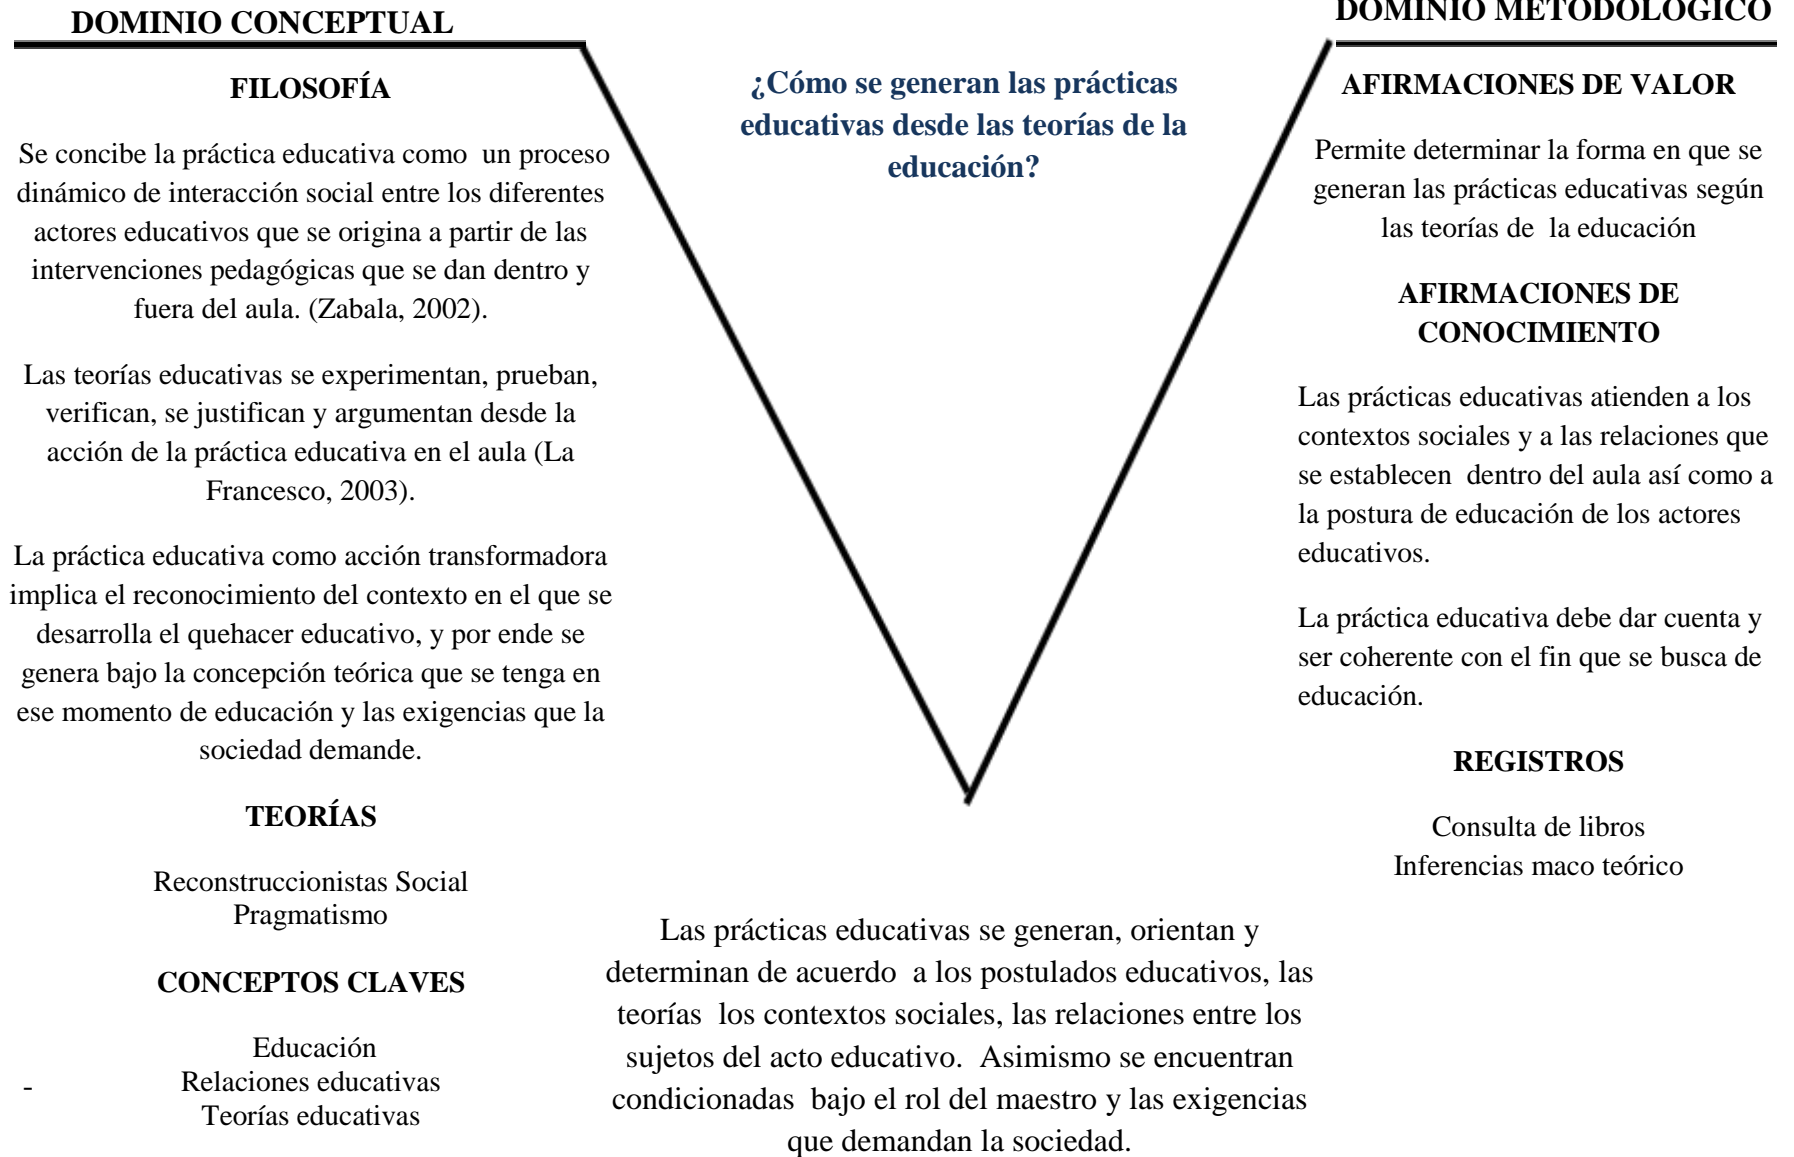 DOMINIO CONCEPTUAL
FILOSOFÍA
Se concibe la práctica educativa como un proceso
dinámico de interacción social entre los diferentes
actores educativos que se origina a partir de las
intervenciones pedagógicas que se dan dentro y
fuera del aula. (Zabala, 2002).
Las teorías educativas se experimentan, prueban,
verifican, se justifican y argumentan desde la
acción de la práctica educativa en el aula (La
Francesco, 2003).
La práctica educativa como acción transformadora
implica el reconocimiento del contexto en el que se
desarrolla el quehacer educativo, y por ende se
genera bajo la concepción teórica que se tenga en
ese momento de educación y las exigencias que la
sociedad demande.
TEORÍAS
Reconstruccionistas Social
Pragmatismo
CONCEPTOS CLAVES
Educación
- Relaciones educativas
Teorías educativas
¿Cómo se generan las prácticas
educativas desde las teorías de la
educación?
Las prácticas educativas se generan, orientan y
determinan de acuerdo a los postulados educativos, las
teorías los contextos sociales, las relaciones entre los
sujetos del acto educativo. Asimismo se encuentran
condicionadas bajo el rol del maestro y las exigencias
que demandan la sociedad.
DOMINIO METODOLÓGICO
AFIRMACIONES DE VALOR
Permite determinar la forma en que se
generan las prácticas educativas según
las teorías de la educación
AFIRMACIONES DE
CONOCIMIENTO
Las prácticas educativas atienden a los
contextos sociales y a las relaciones que
se establecen dentro del aula así como a
la postura de educación de los actores
educativos.
La práctica educativa debe dar cuenta y
ser coherente con el fin que se busca de
educación.
REGISTROS
Consulta de libros
Inferencias maco teórico